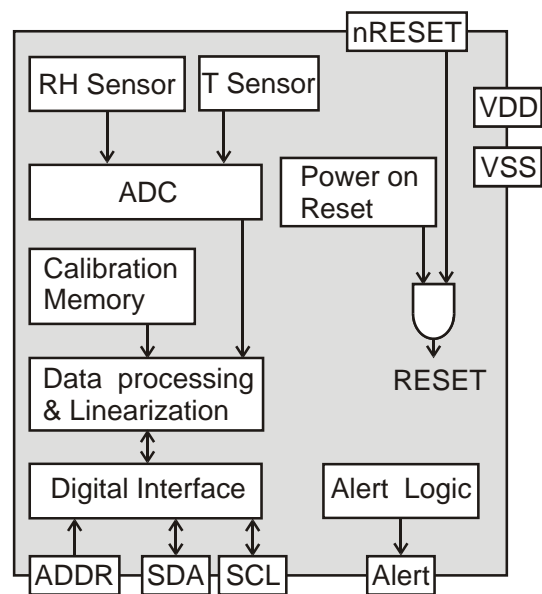 nRESET
RH Sensor
T Sensor
VDD
VSS
ADC
Power on
Reset
Calibration
Memory
RESET
Data processing
& Linearization
Digital Interface
Alert Logic
ADDR
SDA
SCL
Alert